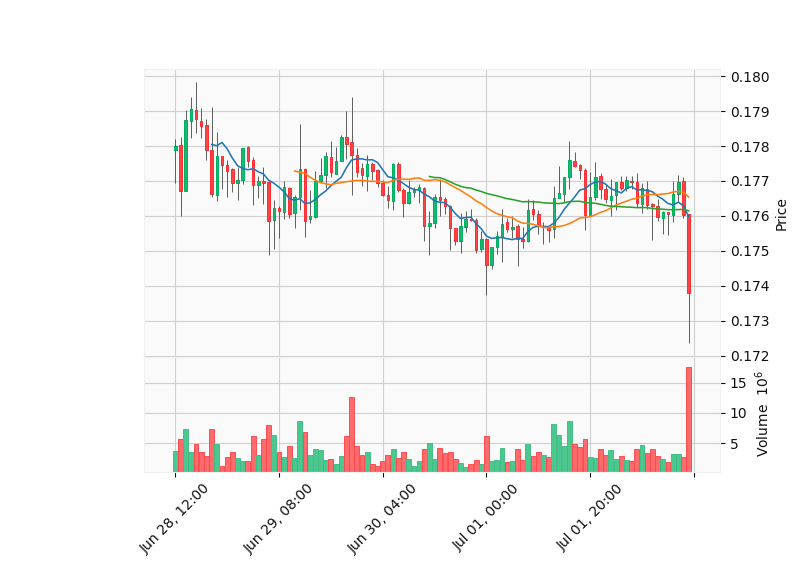 0.180
0.179
0.178
0.177
0.176
0.175
0.174
0.173
0.172
Price
15
10
5
Volume 10^6
Jun 28, 12:00
Jun 29, 08:00
Jun 30, 04:00
Jul 01, 00:00
Jul 01, 20:00